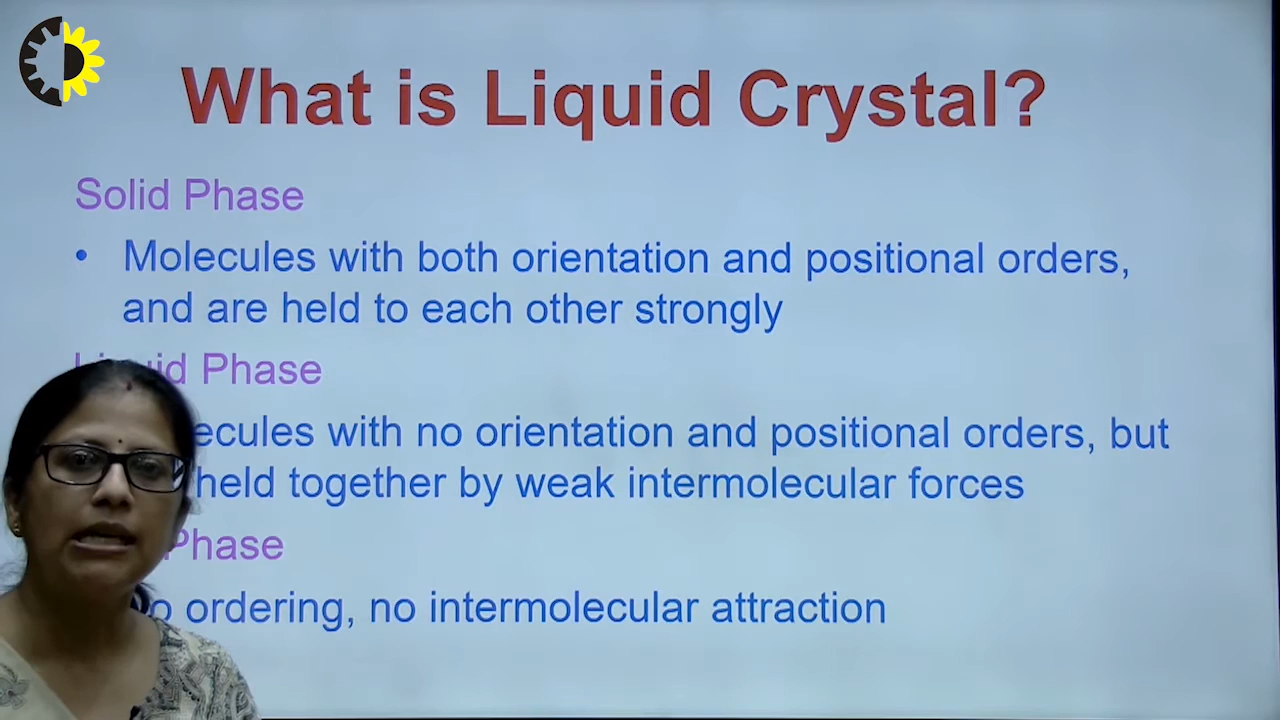 What is Liquid Crystal?
Solid Phase
• Molecules with both orientation and positional orders,
and are held to each other strongly
Liquid Phase
ecules with no orientation and positional orders, but
held together by weak intermolecular forces
Phase
No ordering, no intermolecular attraction